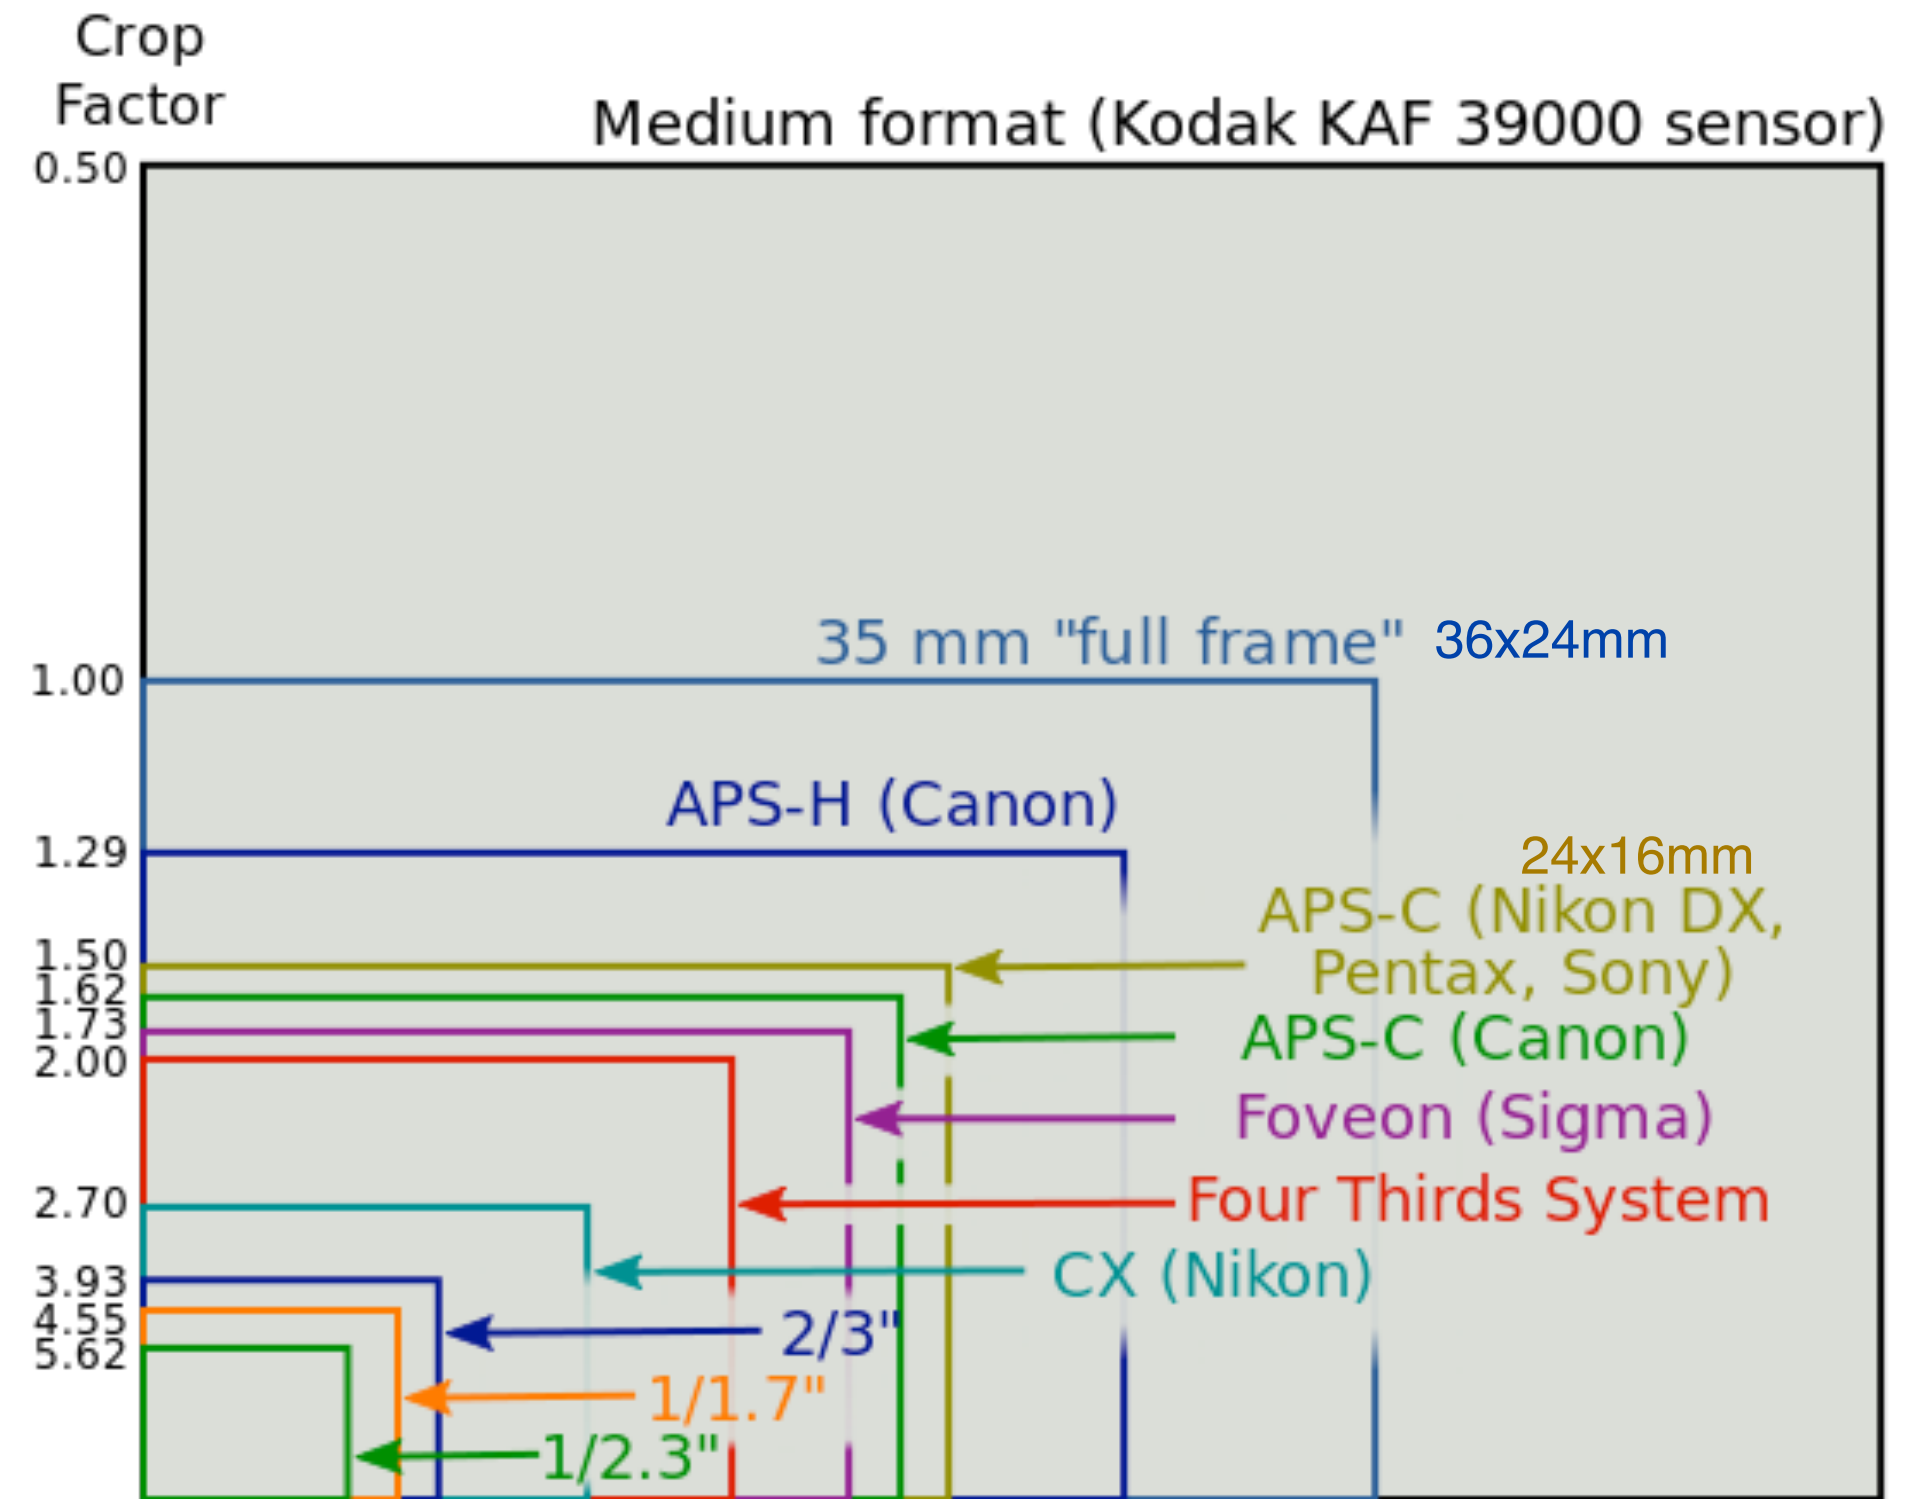 Crop
Factor
Medium format (Kodak KAF 39000 sensor)
0.50
35 mm "full frame" 36x24mm
1.00
APS-H (Canon)
1.29
24x16mm
APS-C (Nikon DX,
Pentax, Sony)
1.50
1.62
APS-C (Canon)
1.73
2.00
Foveon (Sigma)
Four Thirds System
2.70
CX (Nikon)
3.93
2/3"
4.55
5.62
1/1.7"
1/2.3"